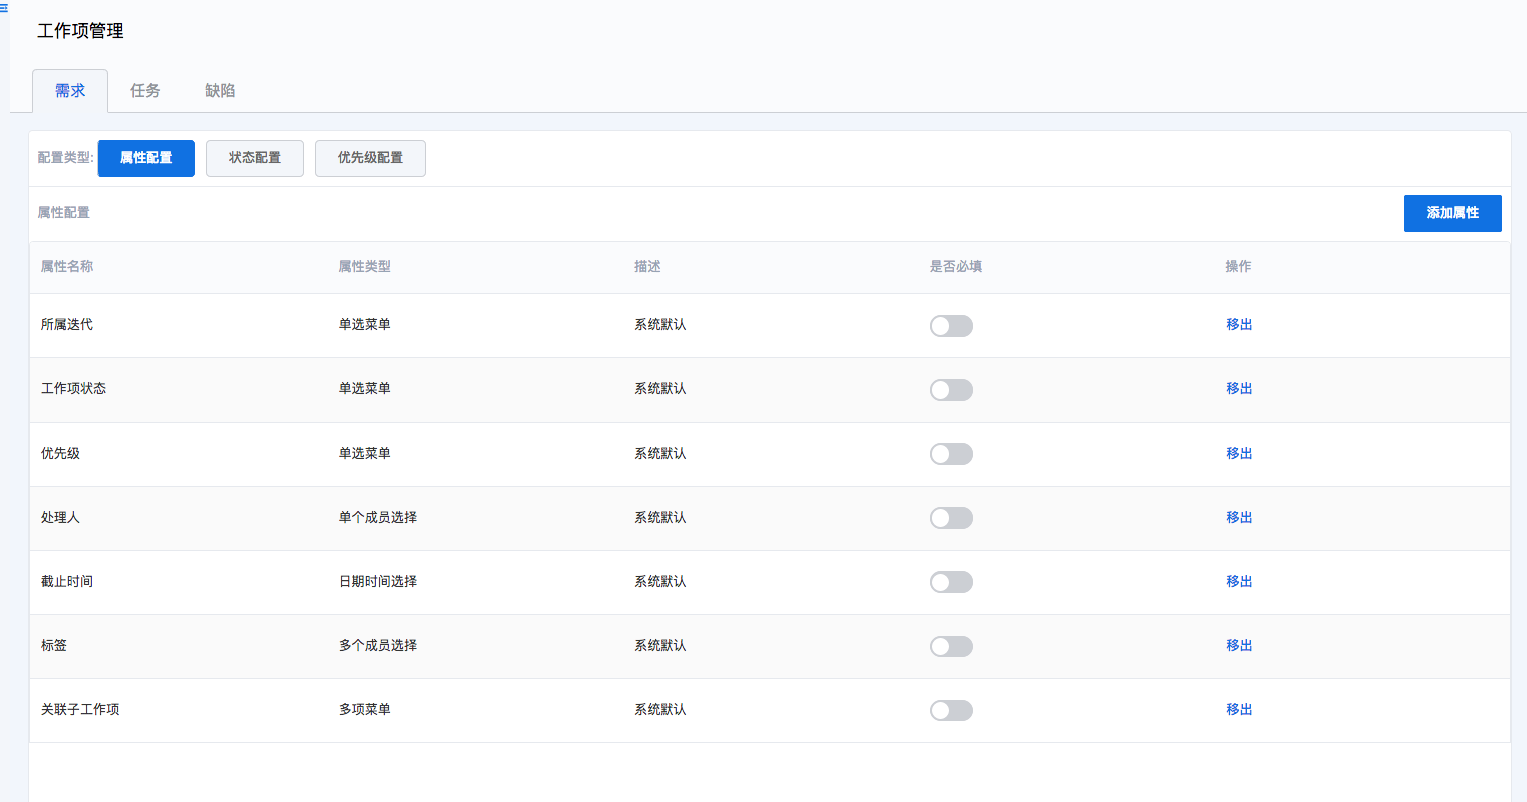 工作项管理
需求 任务 缺陷
配置类型: 属性配置 状态配置 优先级配置
属性配置 添加属性
属性名称 属性类型 描述 是否必填 操作
所属迭代 单选菜单 系统默认 移出
工作项状态 单选菜单 系统默认 移出
优先级 单选菜单 系统默认 移出
处理人 单个成员选择 系统默认 移出
截止时间 日期时间选择 系统默认 移出
标签 多个成员选择 系统默认 移出
关联子工作项 多项菜单 系统默认 移出